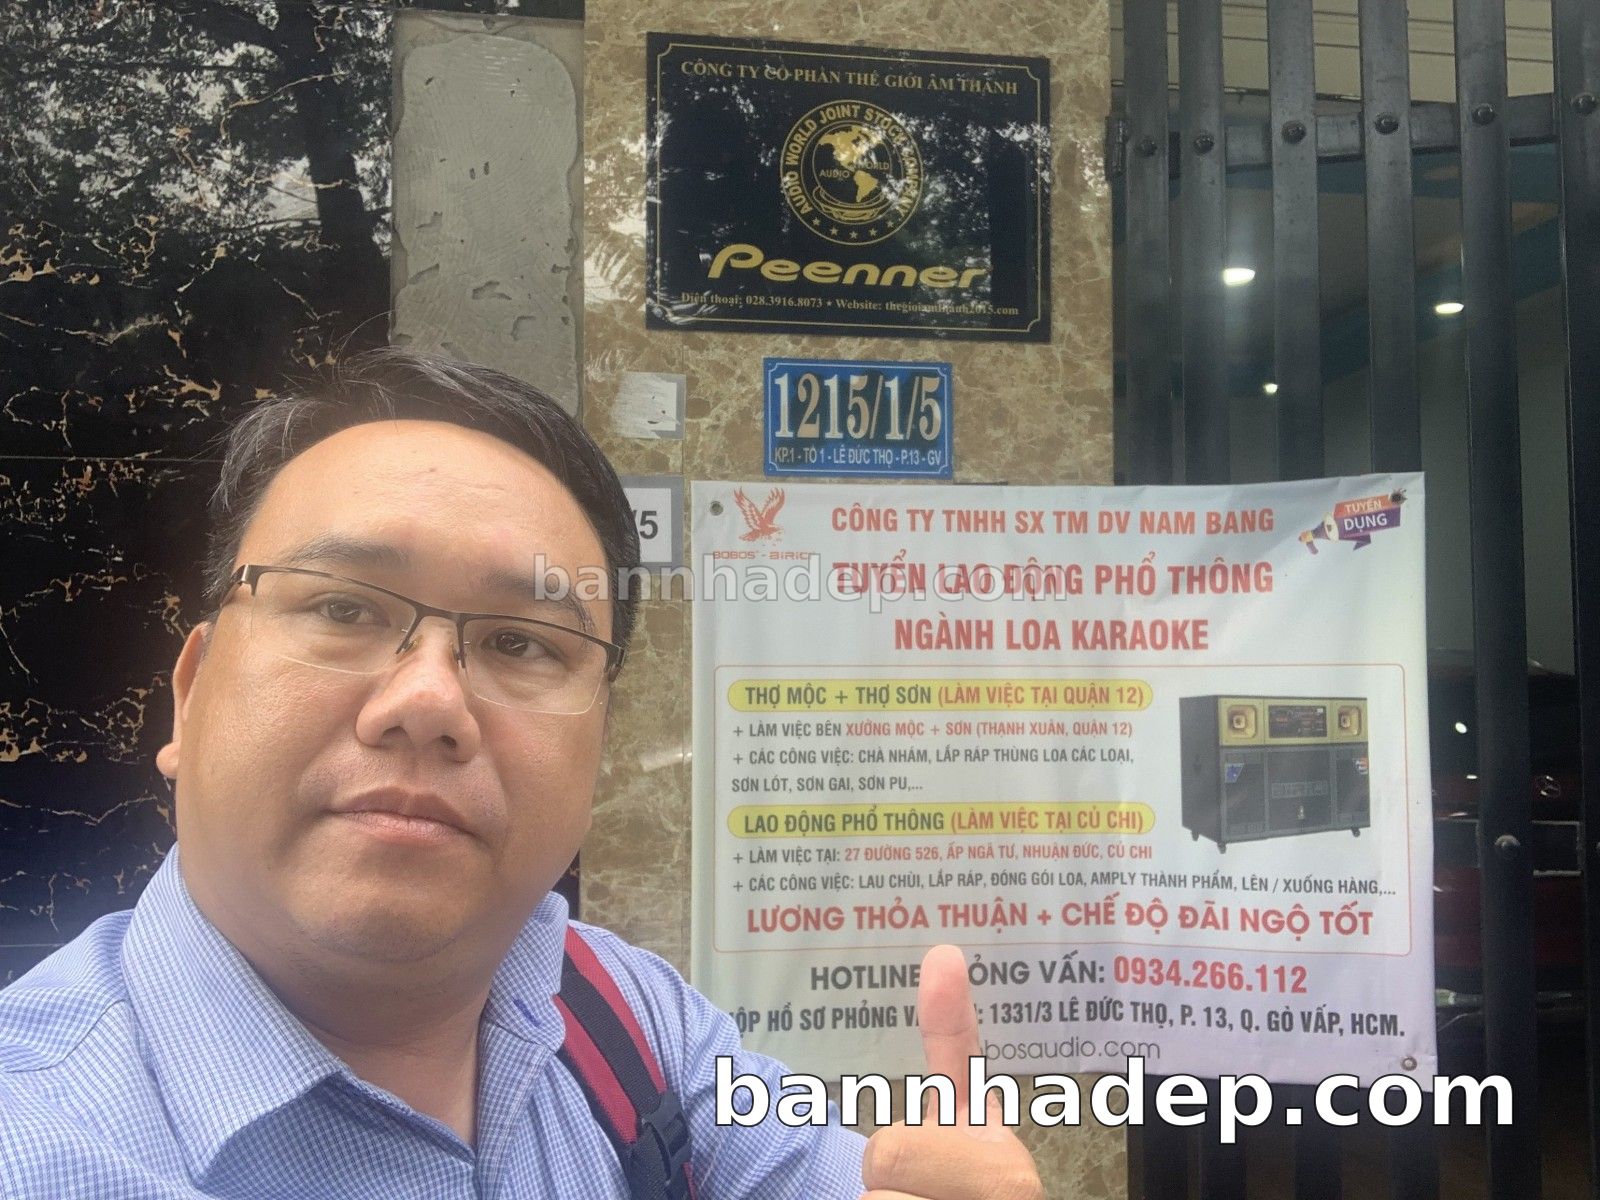 CÔNG TY CỔ PHẦN THẾ GIỚI ÂM THANH
AUDIO WORLD JOINT STOCK COMPANY
AUDIO WORLD
Peenner
Điện thoại: 028.3916.8073 * Website: thegioiamthanh2015.com
1215/1/5
KP.1 - TỔ 1 - LÊ ĐỨC THỌ - P.13 - GV
/5
BOBOS - BIRICI
CÔNG TY TNHH SX TM DV NAM BANG
TUYỂN DỤNG
TUYỂN LAO ĐỘNG PHỔ THÔNG
NGÀNH LOA KARAOKE
bannhadep.com
THỢ MỘC + THỢ SƠN (LÀM VIỆC TẠI QUẬN 12)
+ LÀM VIỆC BÊN XƯỞNG MỘC + SƠN (THẠNH XUÂN, QUẬN 12)
+ CÁC CÔNG VIỆC: CHÀ NHÁM, LẮP RÁP THÙNG LOA CÁC LOẠI,
SƠN LÓT, SƠN GAI, SƠN PU,...
LAO ĐỘNG PHỔ THÔNG (LÀM VIỆC TẠI CỦ CHI)
+ LÀM VIỆC TẠI: 27 ĐƯỜNG 526, ẤP NGÃ TƯ, NHUẬN ĐỨC, CỦ CHI
+ CÁC CÔNG VIỆC: LAU CHÙI, LẮP RÁP, ĐÓNG GÓI LOA, AMPLY THÀNH PHẨM, LÊN / XUỐNG HÀNG,...
LƯƠNG THỎA THUẬN + CHẾ ĐỘ ĐÃI NGỘ TỐT
HOTLINE VẤN: 0934.266.112
HỒ SƠ PHỎNG 1331/3 LÊ ĐỨC THỌ, P. 13, Q. GÒ VẤP, HCM.
bosaudio.com
bannhadep.com